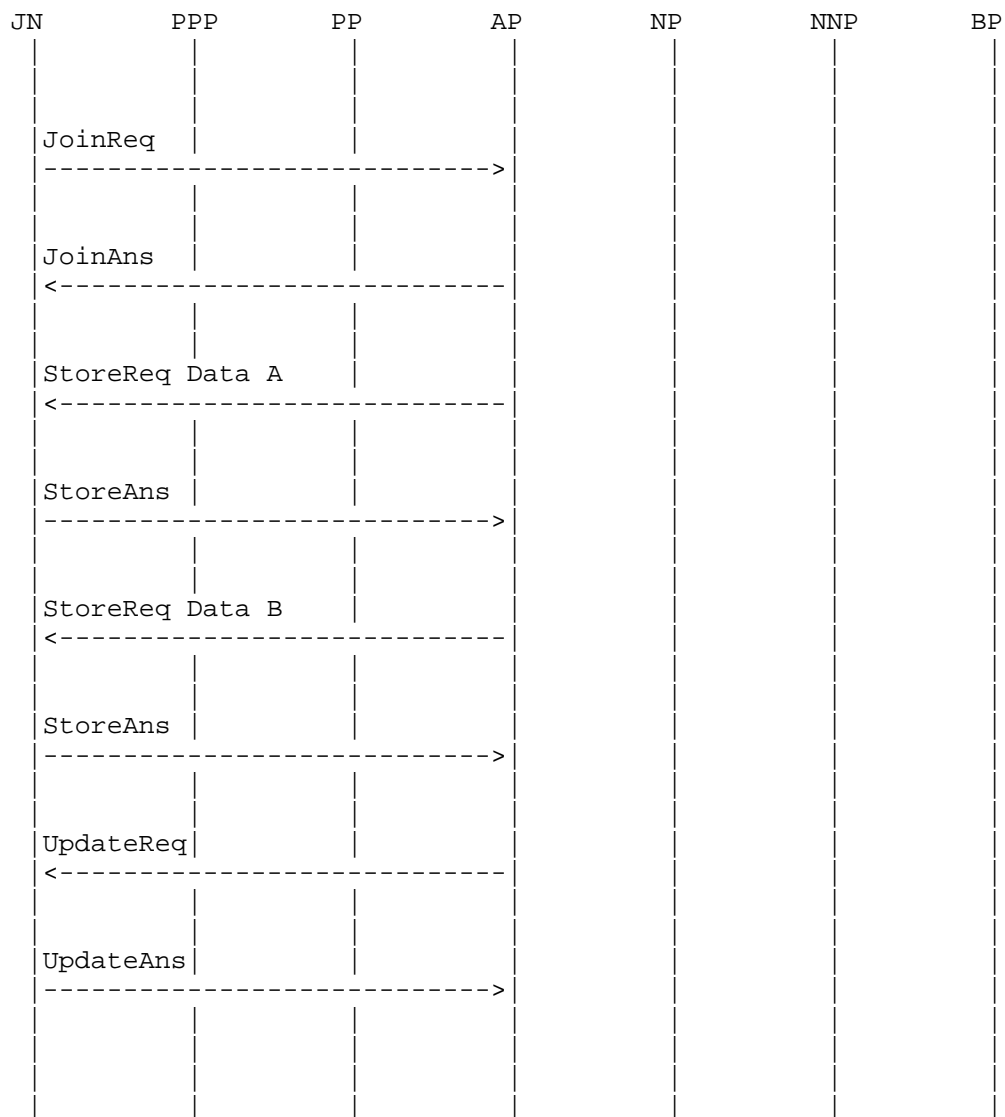 JN PPP PP AP NP NNP BP
JoinReq
JoinAns
StoreReq Data A
StoreAns
StoreReq Data B
StoreAns
UpdateReq
UpdateAns